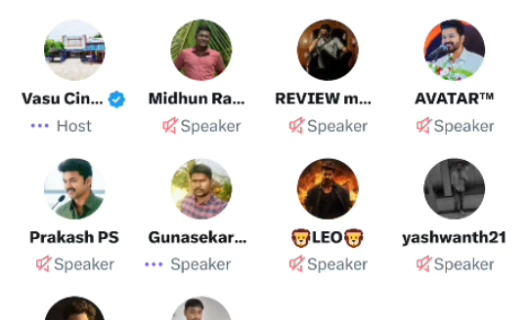 Vasu Cin... Midhun Ra... REVIEW m... AVATAR™
Host Speaker Speaker Speaker
Prakash PS Gunasekar... 🦁LEO🦁 yashwanth21
Speaker Speaker Speaker Speaker